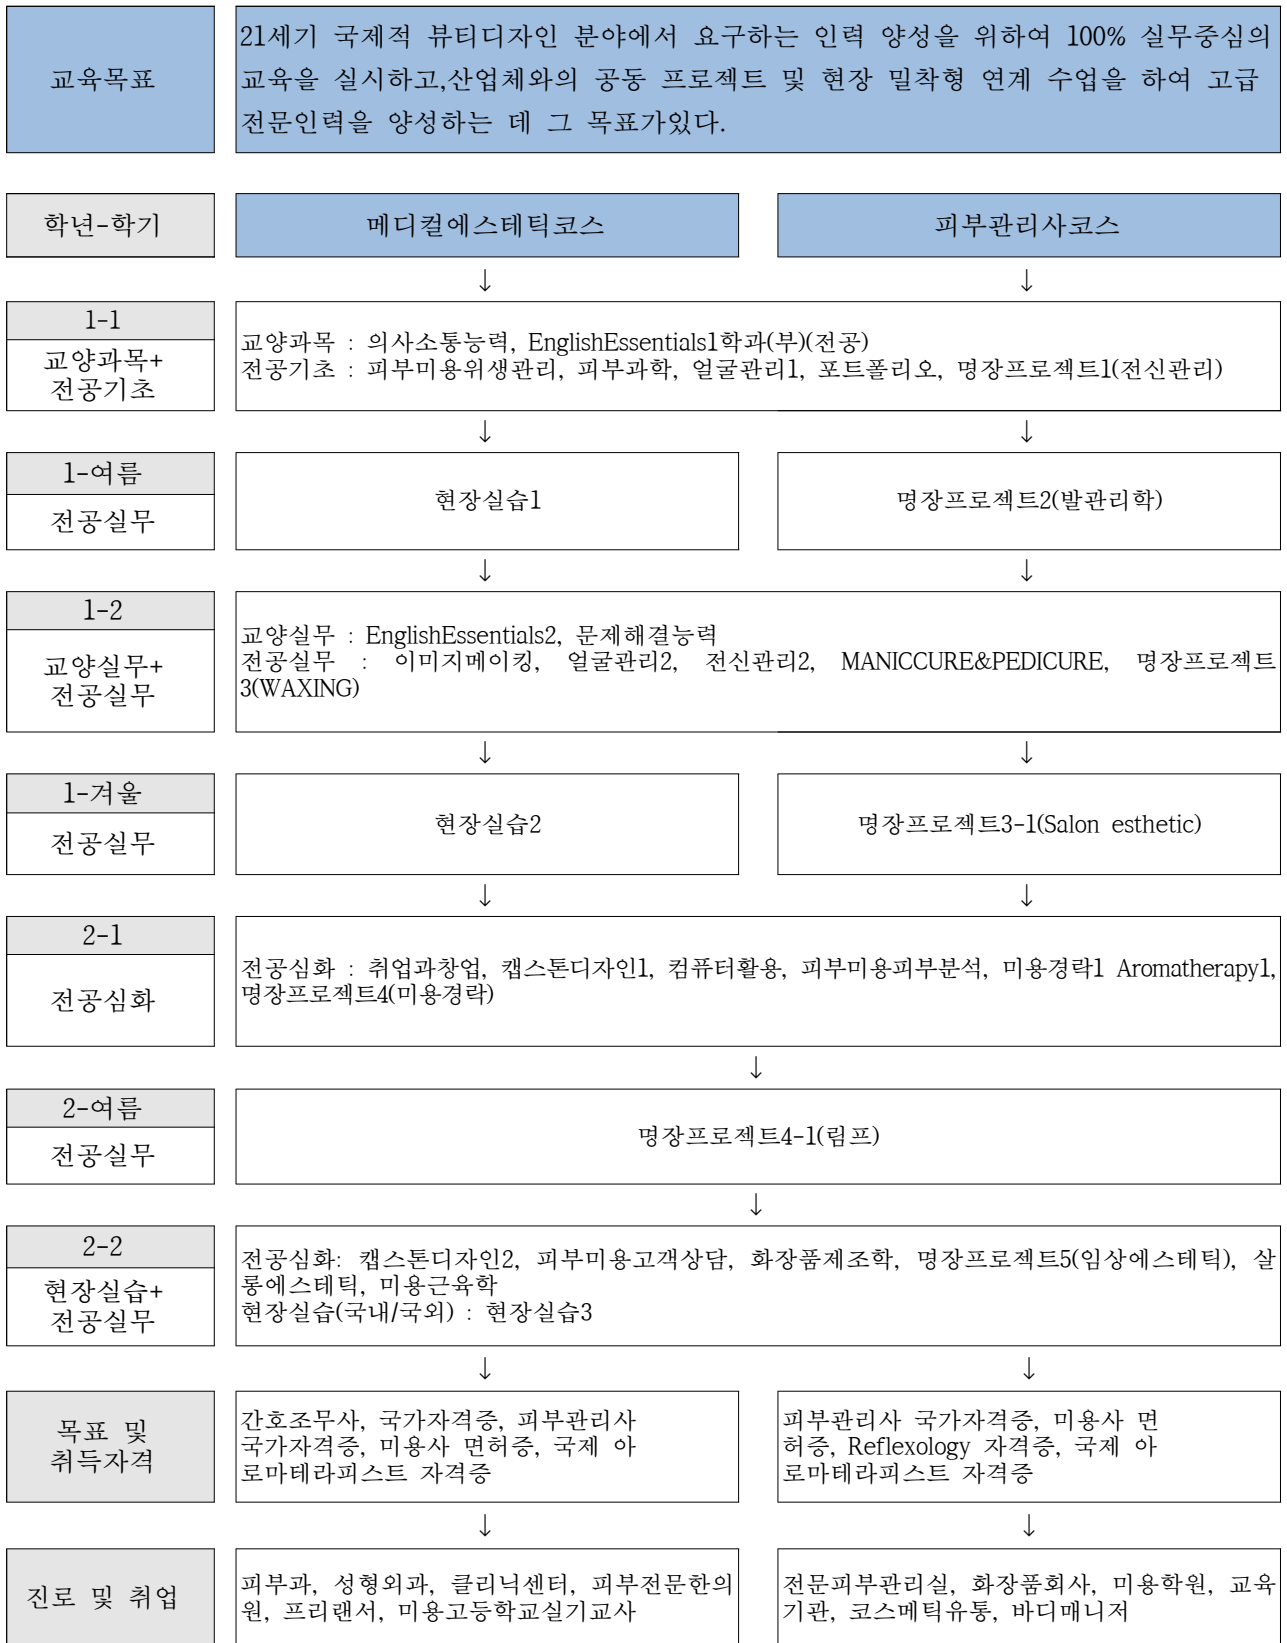 교육목표
21세기 국제적 뷰티디자인 분야에서 요구하는 인력 양성을 위하여 100% 실무중심의
교육을 실시하고,산업체와의 공동 프로젝트 및 현장 밀착형 연계 수업을 하여 고급
전문인력을 양성하는 데 그 목표가있다.
학년-학기
메디컬에스테틱코스
피부관리사코스
↓ ↓
1-1
교양과목+
전공기초
교양과목 : 의사소통능력, EnglishEssentials1학과(부)(전공)
전공기초 : 피부미용위생관리, 피부과학, 얼굴관리1, 포트폴리오, 명장프로젝트1(전신관리)
↓ ↓
1-여름
전공실무
현장실습1
명장프로젝트2(발관리학)
↓ ↓
1-2
교양실무+
전공실무
교양실무 : EnglishEssentials2, 문제해결능력
전공실무 : 이미지메이킹, 얼굴관리2, 전신관리2, MANICCURE&PEDICURE, 명장프로젝트
3(WAXING)
↓ ↓
1-겨울
전공실무
현장실습2
명장프로젝트3-1(Salon esthetic)
↓ ↓
2-1
전공심화
전공심화 : 취업과창업, 캡스톤디자인1, 컴퓨터활용, 피부미용피부분석, 미용경락1 Aromatherapy1,
명장프로젝트4(미용경락)
↓
2-여름
전공실무
명장프로젝트4-1(림프)
↓
2-2
현장실습+
전공실무
전공심화: 캡스톤디자인2, 피부미용고객상담, 화장품제조학, 명장프로젝트5(임상에스테틱), 살
롱에스테틱, 미용근육학
현장실습(국내/국외) : 현장실습3
↓ ↓
목표 및
취득자격
간호조무사, 국가자격증, 피부관리사
국가자격증, 미용사 면허증, 국제 아
로마테라피스트 자격증
피부관리사 국가자격증, 미용사 면
허증, Reflexology 자격증, 국제 아
로마테라피스트 자격증
↓ ↓
진로 및 취업
피부과, 성형외과, 클리닉센터, 피부전문한의
원, 프리랜서, 미용고등학교실기교사
전문피부관리실, 화장품회사, 미용학원, 교육
기관, 코스메틱유통, 바디매니저